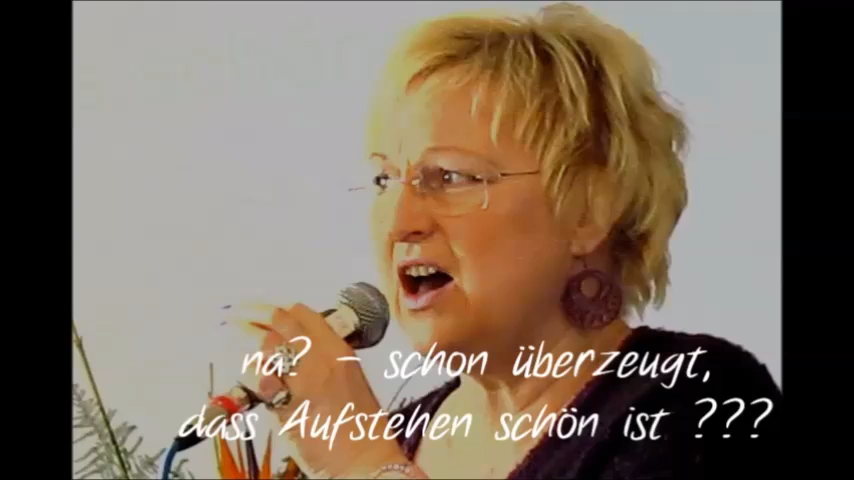 na? - schon überzeugt,
dass Aufstehen schön ist ???